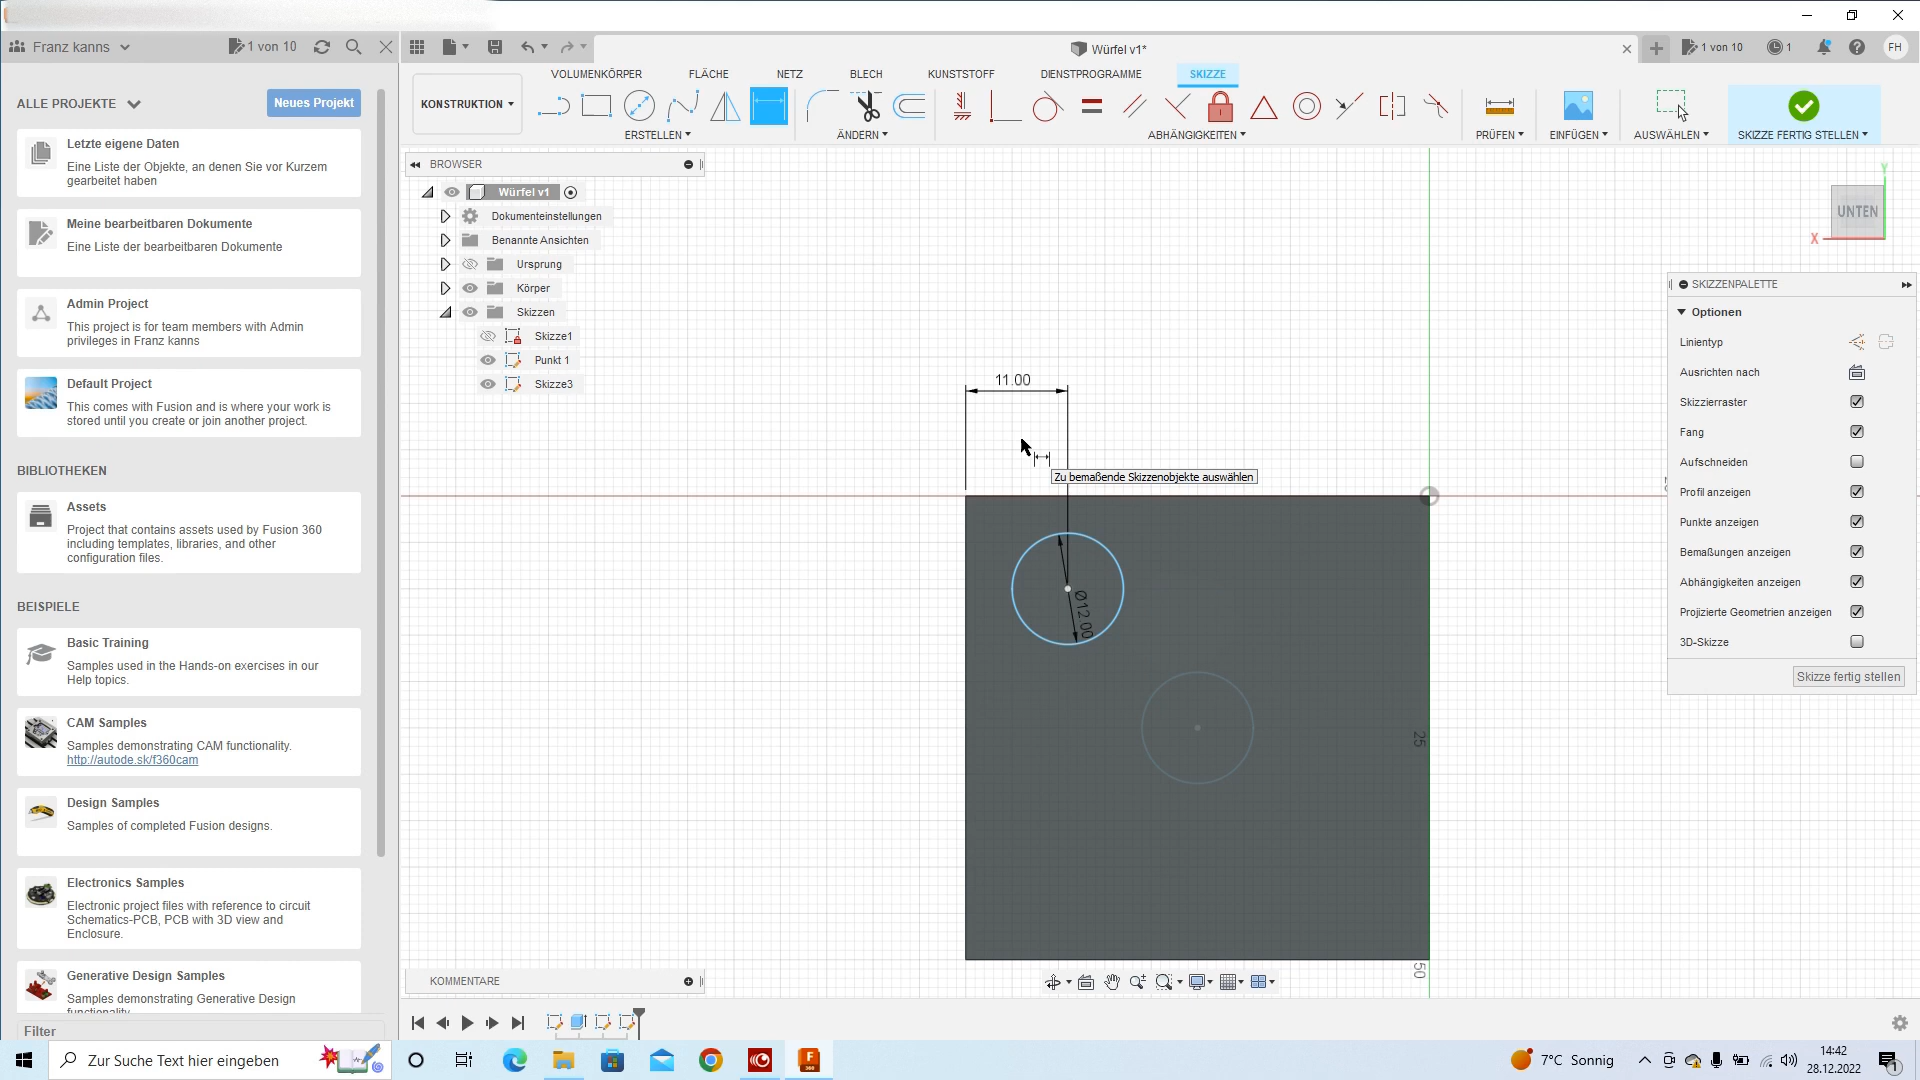 Franz kanns
1 von 10
Würfel v1*
1 von 10
1
FH
ALLE PROJEKTE
Neues Projekt
Letzte eigene Daten
Eine Liste der Objekte, an denen Sie vor Kurzem
gearbeitet haben
Meine bearbeitbaren Dokumente
Eine Liste der bearbeitbaren Dokumente
Admin Project
This project is for team members with Admin
privileges in Franz kanns
Default Project
This comes with Fusion and is where your work is
stored until you create or join another project.
BIBLIOTHEKEN
Assets
Project that contains assets used by Fusion 360
including templates, libraries, and other
configuration files.
BEISPIELE
Basic Training
Samples used in the Hands-on exercises in our
Help topics.
CAM Samples
Samples demonstrating CAM functionality.
http://autode.sk/f360cam
Design Samples
Samples of completed Fusion designs.
Electronics Samples
Electronic project files with reference to circuit
Schematics-PCB, PCB with 3D view and
Enclosure.
Generative Design Samples
Samples demonstrating Generative Design
functionality.
Filter
VOLUMENKÖRPER
FLÄCHE
NETZ
BLECH
KUNSTSTOFF
DIENSTPROGRAMME
SKIZZE
KONSTRUKTION
ERSTELLEN
ÄNDERN
ABHÄNGIGKEITEN
PRÜFEN
EINFÜGEN
AUSWÄHLEN
SKIZZE FERTIG STELLEN
BROWSER
Würfel v1
Dokumenteinstellungen
Benannte Ansichten
Ursprung
Körper
Skizzen
Skizze1
Punkt 1
Skizze3
11.00
Zu bemaßende Skizzenobjekte auswählen
Ø12.00
25
50
Y
UNTEN
X
SKIZZENPALETTE
Optionen
Linientyp
Ausrichten nach
Skizzierraster
Fang
Aufschneiden
Profil anzeigen
Punkte anzeigen
Bemaßungen anzeigen
Abhängigkeiten anzeigen
Projizierte Geometrien anzeigen
3D-Skizze
Skizze fertig stellen
KOMMENTARE
Zur Suche Text hier eingeben
F
360
7°C Sonnig
14:42
28.12.2022
1